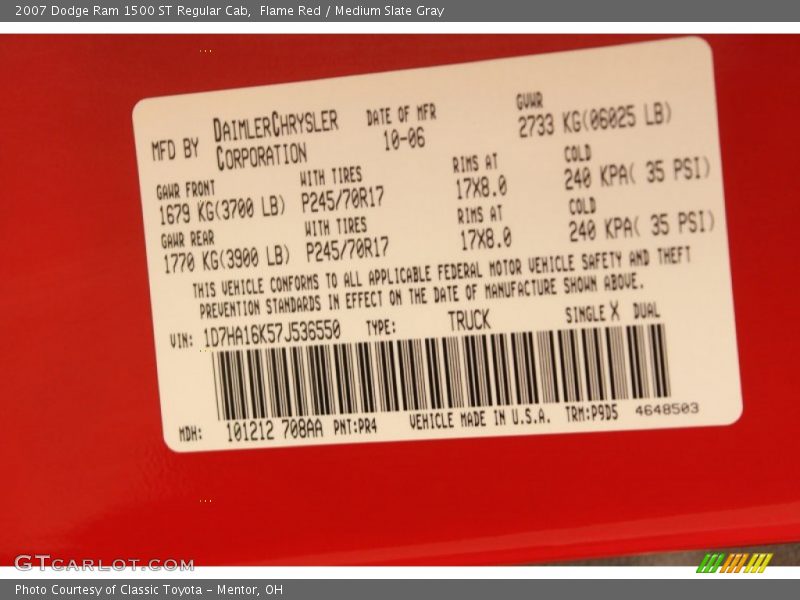 2007 Dodge Ram 1500 ST Regular Cab, Flame Red / Medium Slate Gray
MFD BY DAIMLERCHRYSLER CORPORATION DATE OF MFR 10-06 GVWR 2733 KG(06025 LB)
GAWR FRONT WITH TIRES RIMS AT COLD
1679 KG(3700 LB) P245/70R17 17X8.0 240 KPA( 35 PSI)
GAWR REAR WITH TIRES RIMS AT COLD
1770 KG(3900 LB) P245/70R17 17X8.0 240 KPA( 35 PSI)
THIS VEHICLE CONFORMS TO ALL APPLICABLE FEDERAL MOTOR VEHICLE SAFETY AND THEFT
PREVENTION STANDARDS IN EFFECT ON THE DATE OF MANUFACTURE SHOWN ABOVE.
VIN: 1D7HA16K57J536550 TYPE: TRUCK SINGLE X DUAL
MDH: 101212 708AA PNT:PR4 VEHICLE MADE IN U.S.A. TRM:P9D5 4648503
GTCARLOT.COM
Photo Courtesy of Classic Toyota - Mentor, OH